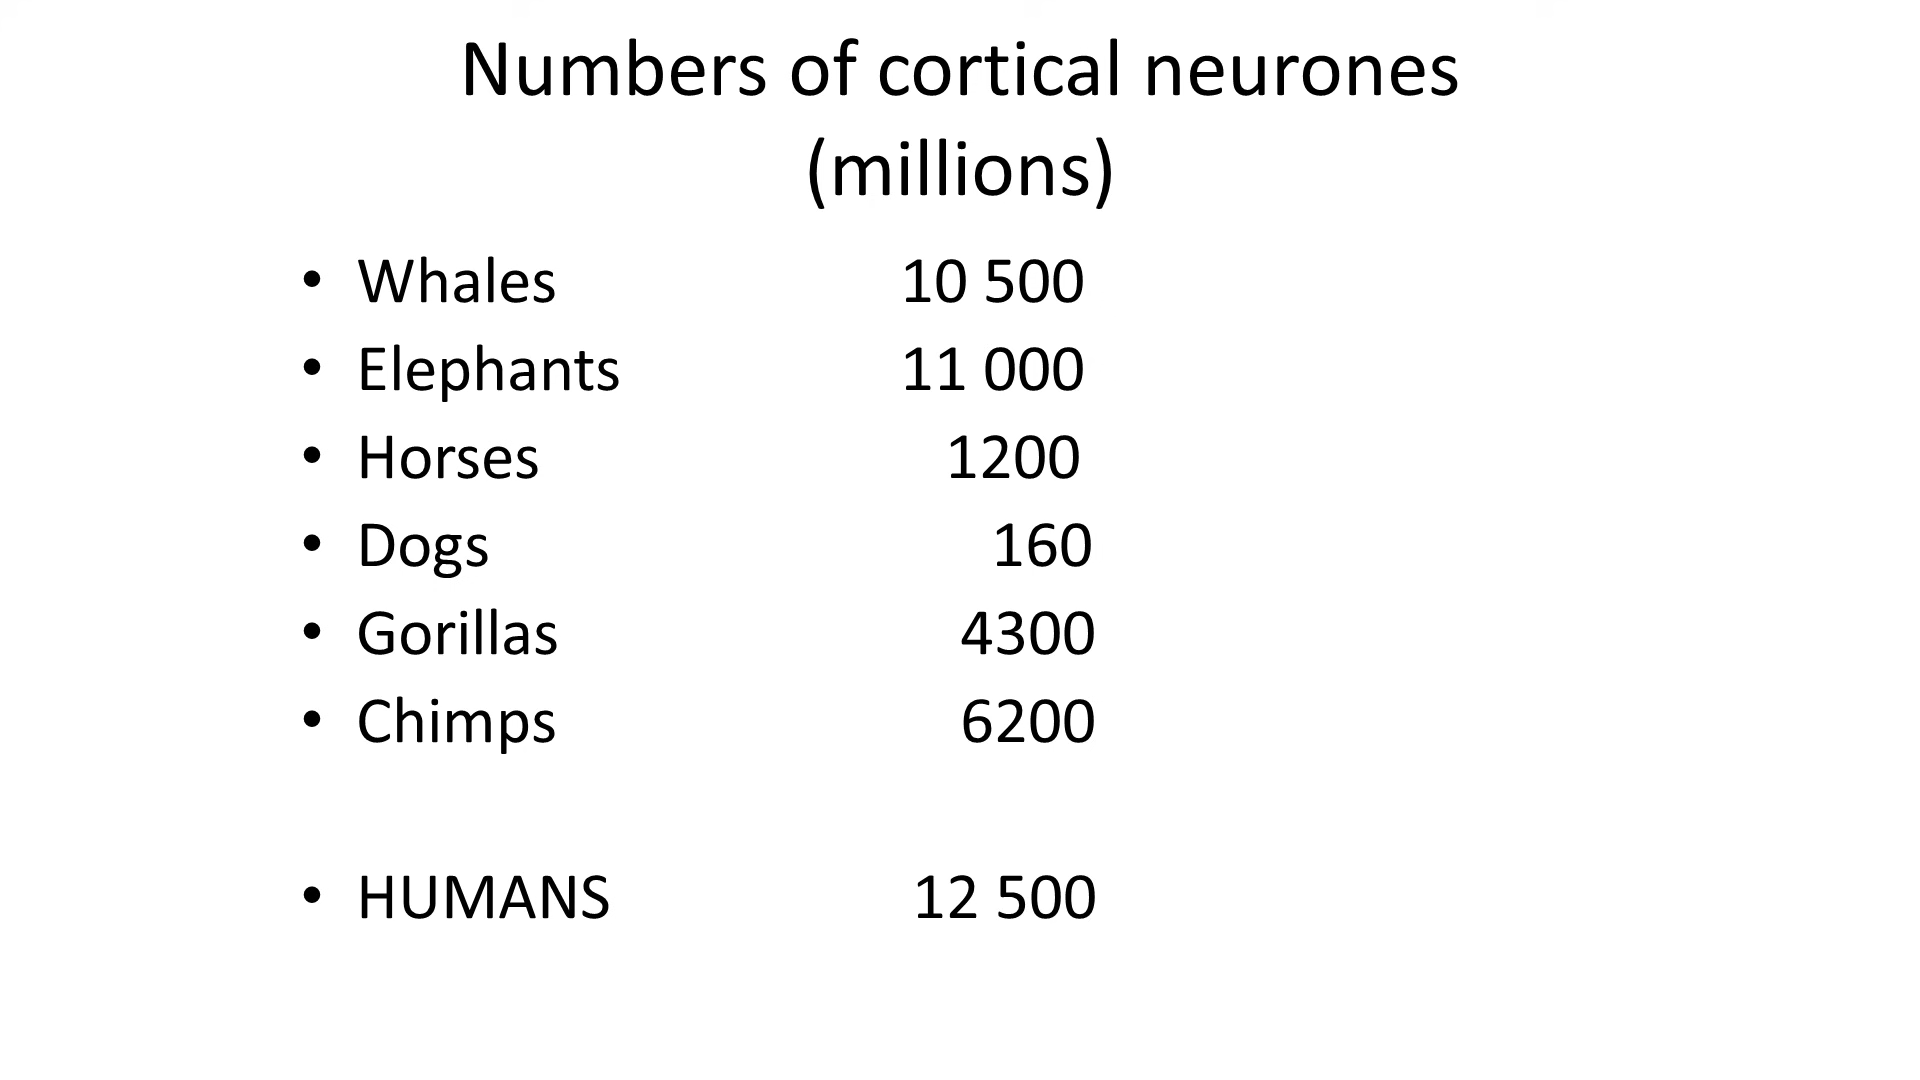 Numbers of cortical neurones
(millions)
• Whales 10 500
• Elephants 11 000
• Horses 1200
• Dogs 160
• Gorillas 4300
• Chimps 6200
• HUMANS 12 500